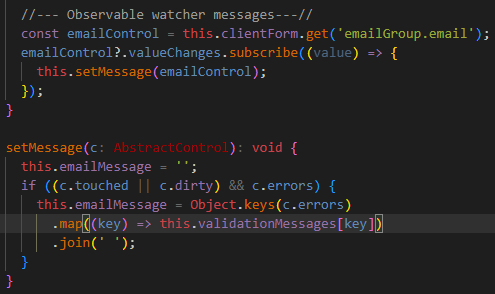 //--- Observable watcher messages---//
const emailControl = this.clientForm.get('emailGroup.email');
emailControl?.valueChanges.subscribe((value) => {
this.setMessage(emailControl);
});
}
setMessage(c: AbstractControl): void {
this.emailMessage = '';
if ((c.touched || c.dirty) && c.errors) {
this.emailMessage = Object.keys(c.errors)
.map((key) => this.validationMessages[key])
.join(' ');
}
}